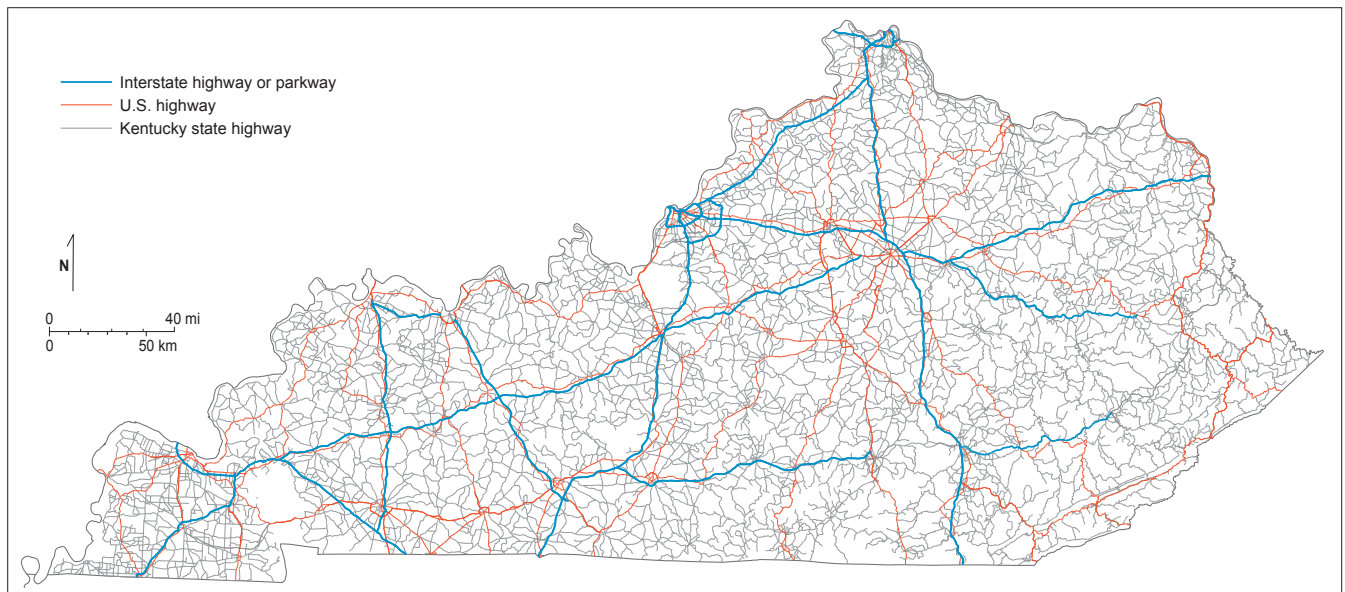 Interstate highway or parkway
U.S. highway
Kentucky state highway
N
0 40 mi
0 50 km